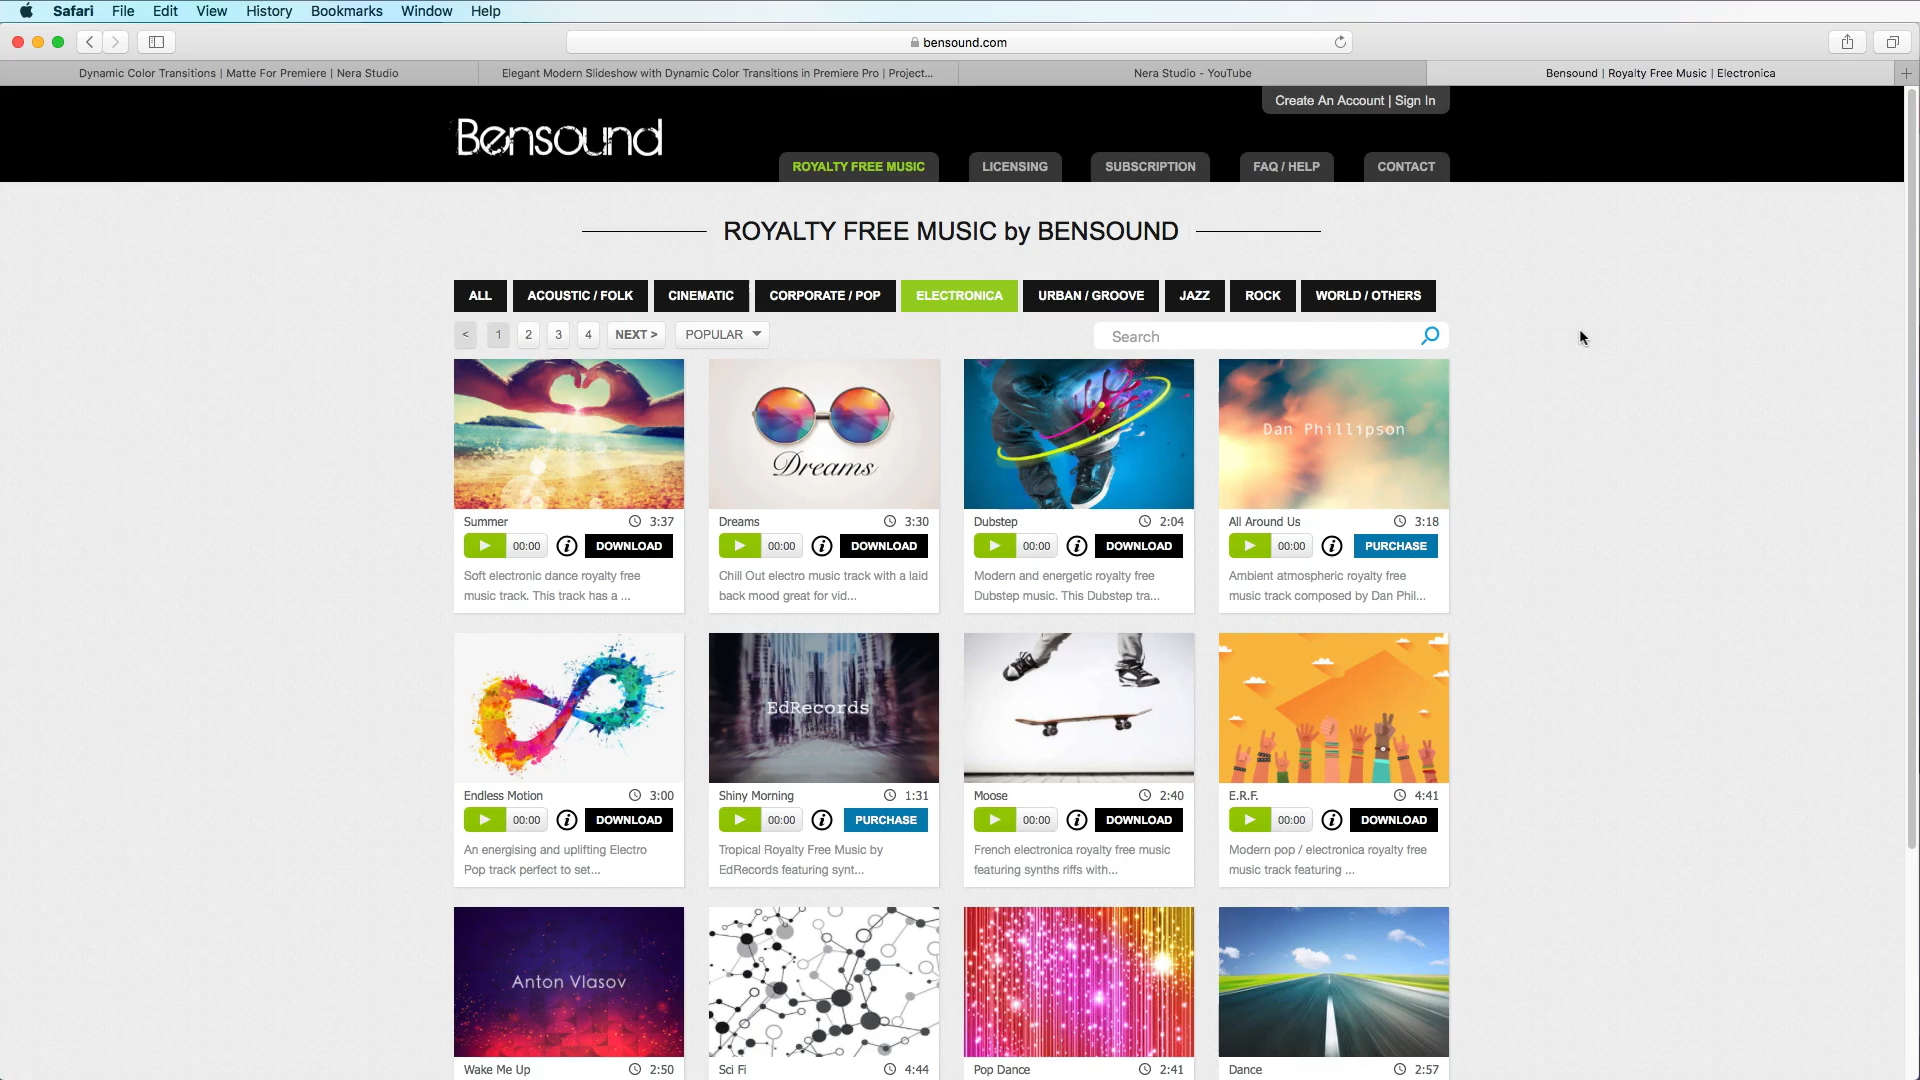 Safari File Edit View History Bookmarks Window Help
bensound.com
Dynamic Color Transitions | Matte For Premiere | Nera Studio
Elegant Modern Slideshow with Dynamic Color Transitions in Premiere Pro | Project...
Nera Studio - YouTube
Bensound | Royalty Free Music | Electronica
Create An Account | Sign In
Bensound
ROYALTY FREE MUSIC LICENSING SUBSCRIPTION FAQ / HELP CONTACT
ROYALTY FREE MUSIC by BENSOUND
ALL ACOUSTIC / FOLK CINEMATIC CORPORATE / POP ELECTRONICA URBAN / GROOVE JAZZ ROCK WORLD / OTHERS
< 1 2 3 4 NEXT > POPULAR Search
Dreams
Dan Phillipson
Summer 3:37 Dreams 3:30 Dubstep 2:04 All Around Us 3:18
00:00 i DOWNLOAD 00:00 i DOWNLOAD 00:00 i DOWNLOAD 00:00 i PURCHASE
Soft electronic dance royalty free
music track. This track has a ...
Chill Out electro music track with a laid
back mood great for vid...
Modern and energetic royalty free
Dubstep music. This Dubstep tra...
Ambient atmospheric royalty free
music track composed by Dan Phil...
EdRecords
Endless Motion 3:00 Shiny Morning 1:31 Moose 2:40 E.R.F. 4:41
00:00 i DOWNLOAD 00:00 i PURCHASE 00:00 i DOWNLOAD 00:00 i DOWNLOAD
An energising and uplifting Electro
Pop track perfect to set...
Tropical Royalty Free Music by
EdRecords featuring synt...
French electronica royalty free music
featuring synths riffs with...
Modern pop / electronica royalty free
music track featuring ...
Anton Vlasov
Wake Me Up 2:50 Sci Fi 4:44 Pop Dance 2:41 Dance 2:57